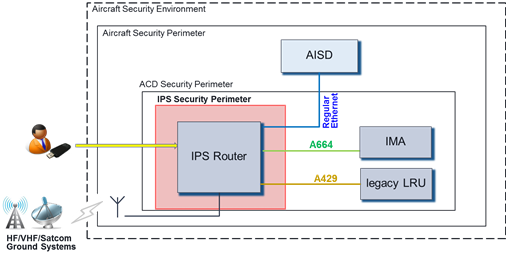 Aircraft Security Environment
Aircraft Security Perimeter
AISD
ACD Security Perimeter
IPS Security Perimeter
Regular
Ethernet
IPS Router
A664
IMA
A429
legacy LRU
HF/VHF/Satcom
Ground Systems